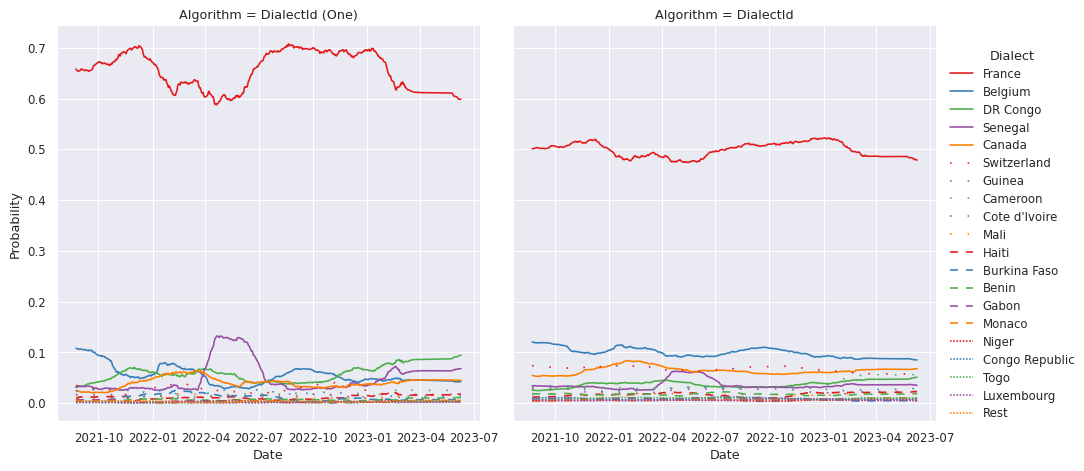 Algorithm = DialectId (One)
Algorithm = DialectId
Probability
0.7
0.6
0.5
0.4
0.3
0.2
0.1
0.0
2021-10 2022-01 2022-04 2022-07 2022-10 2023-01 2023-04 2023-07
Date
2021-10 2022-01 2022-04 2022-07 2022-10 2023-01 2023-04 2023-07
Date
Dialect
France
Belgium
DR Congo
Senegal
Canada
Switzerland
Guinea
Cameroon
Cote d'Ivoire
Mali
Haiti
Burkina Faso
Benin
Gabon
Monaco
Niger
Congo Republic
Togo
Luxembourg
Rest